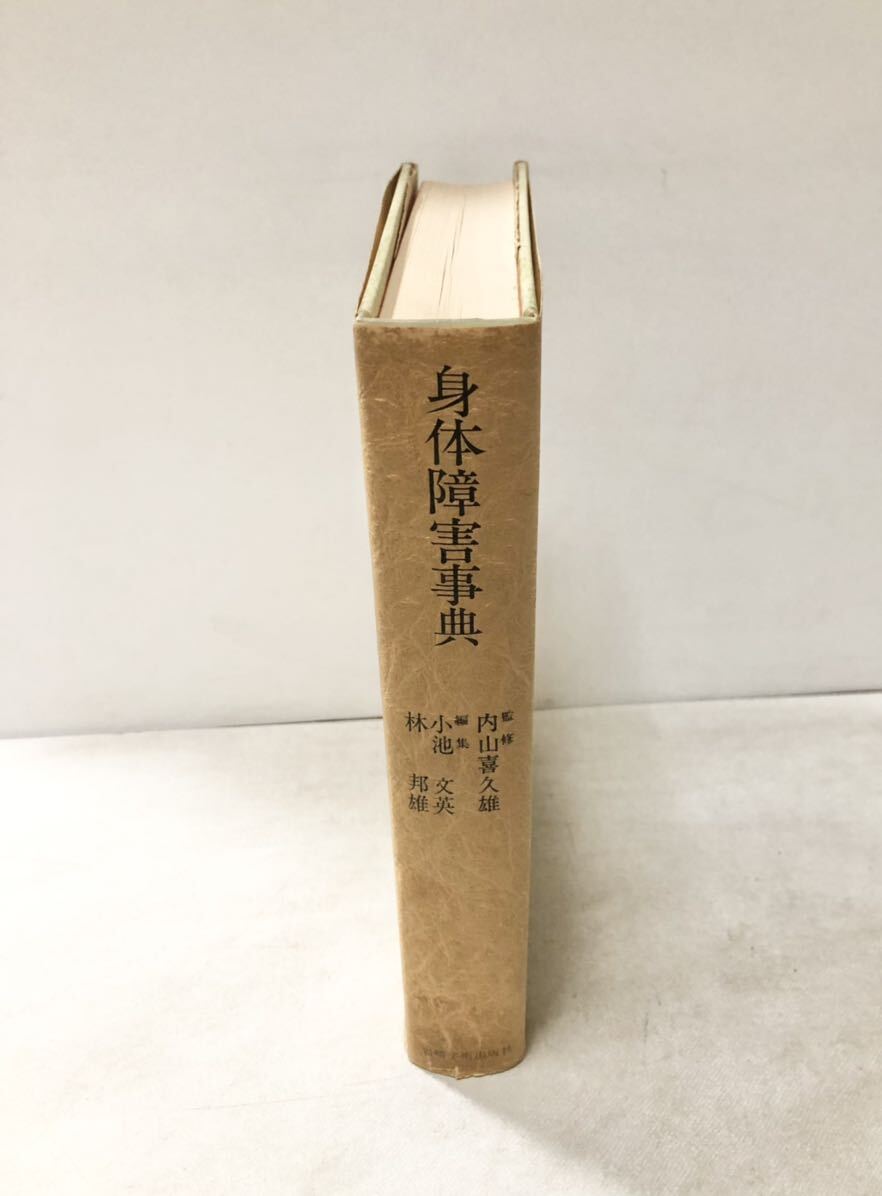 身体障害事典
監修
内山喜久雄
編集
小池文英
林邦雄